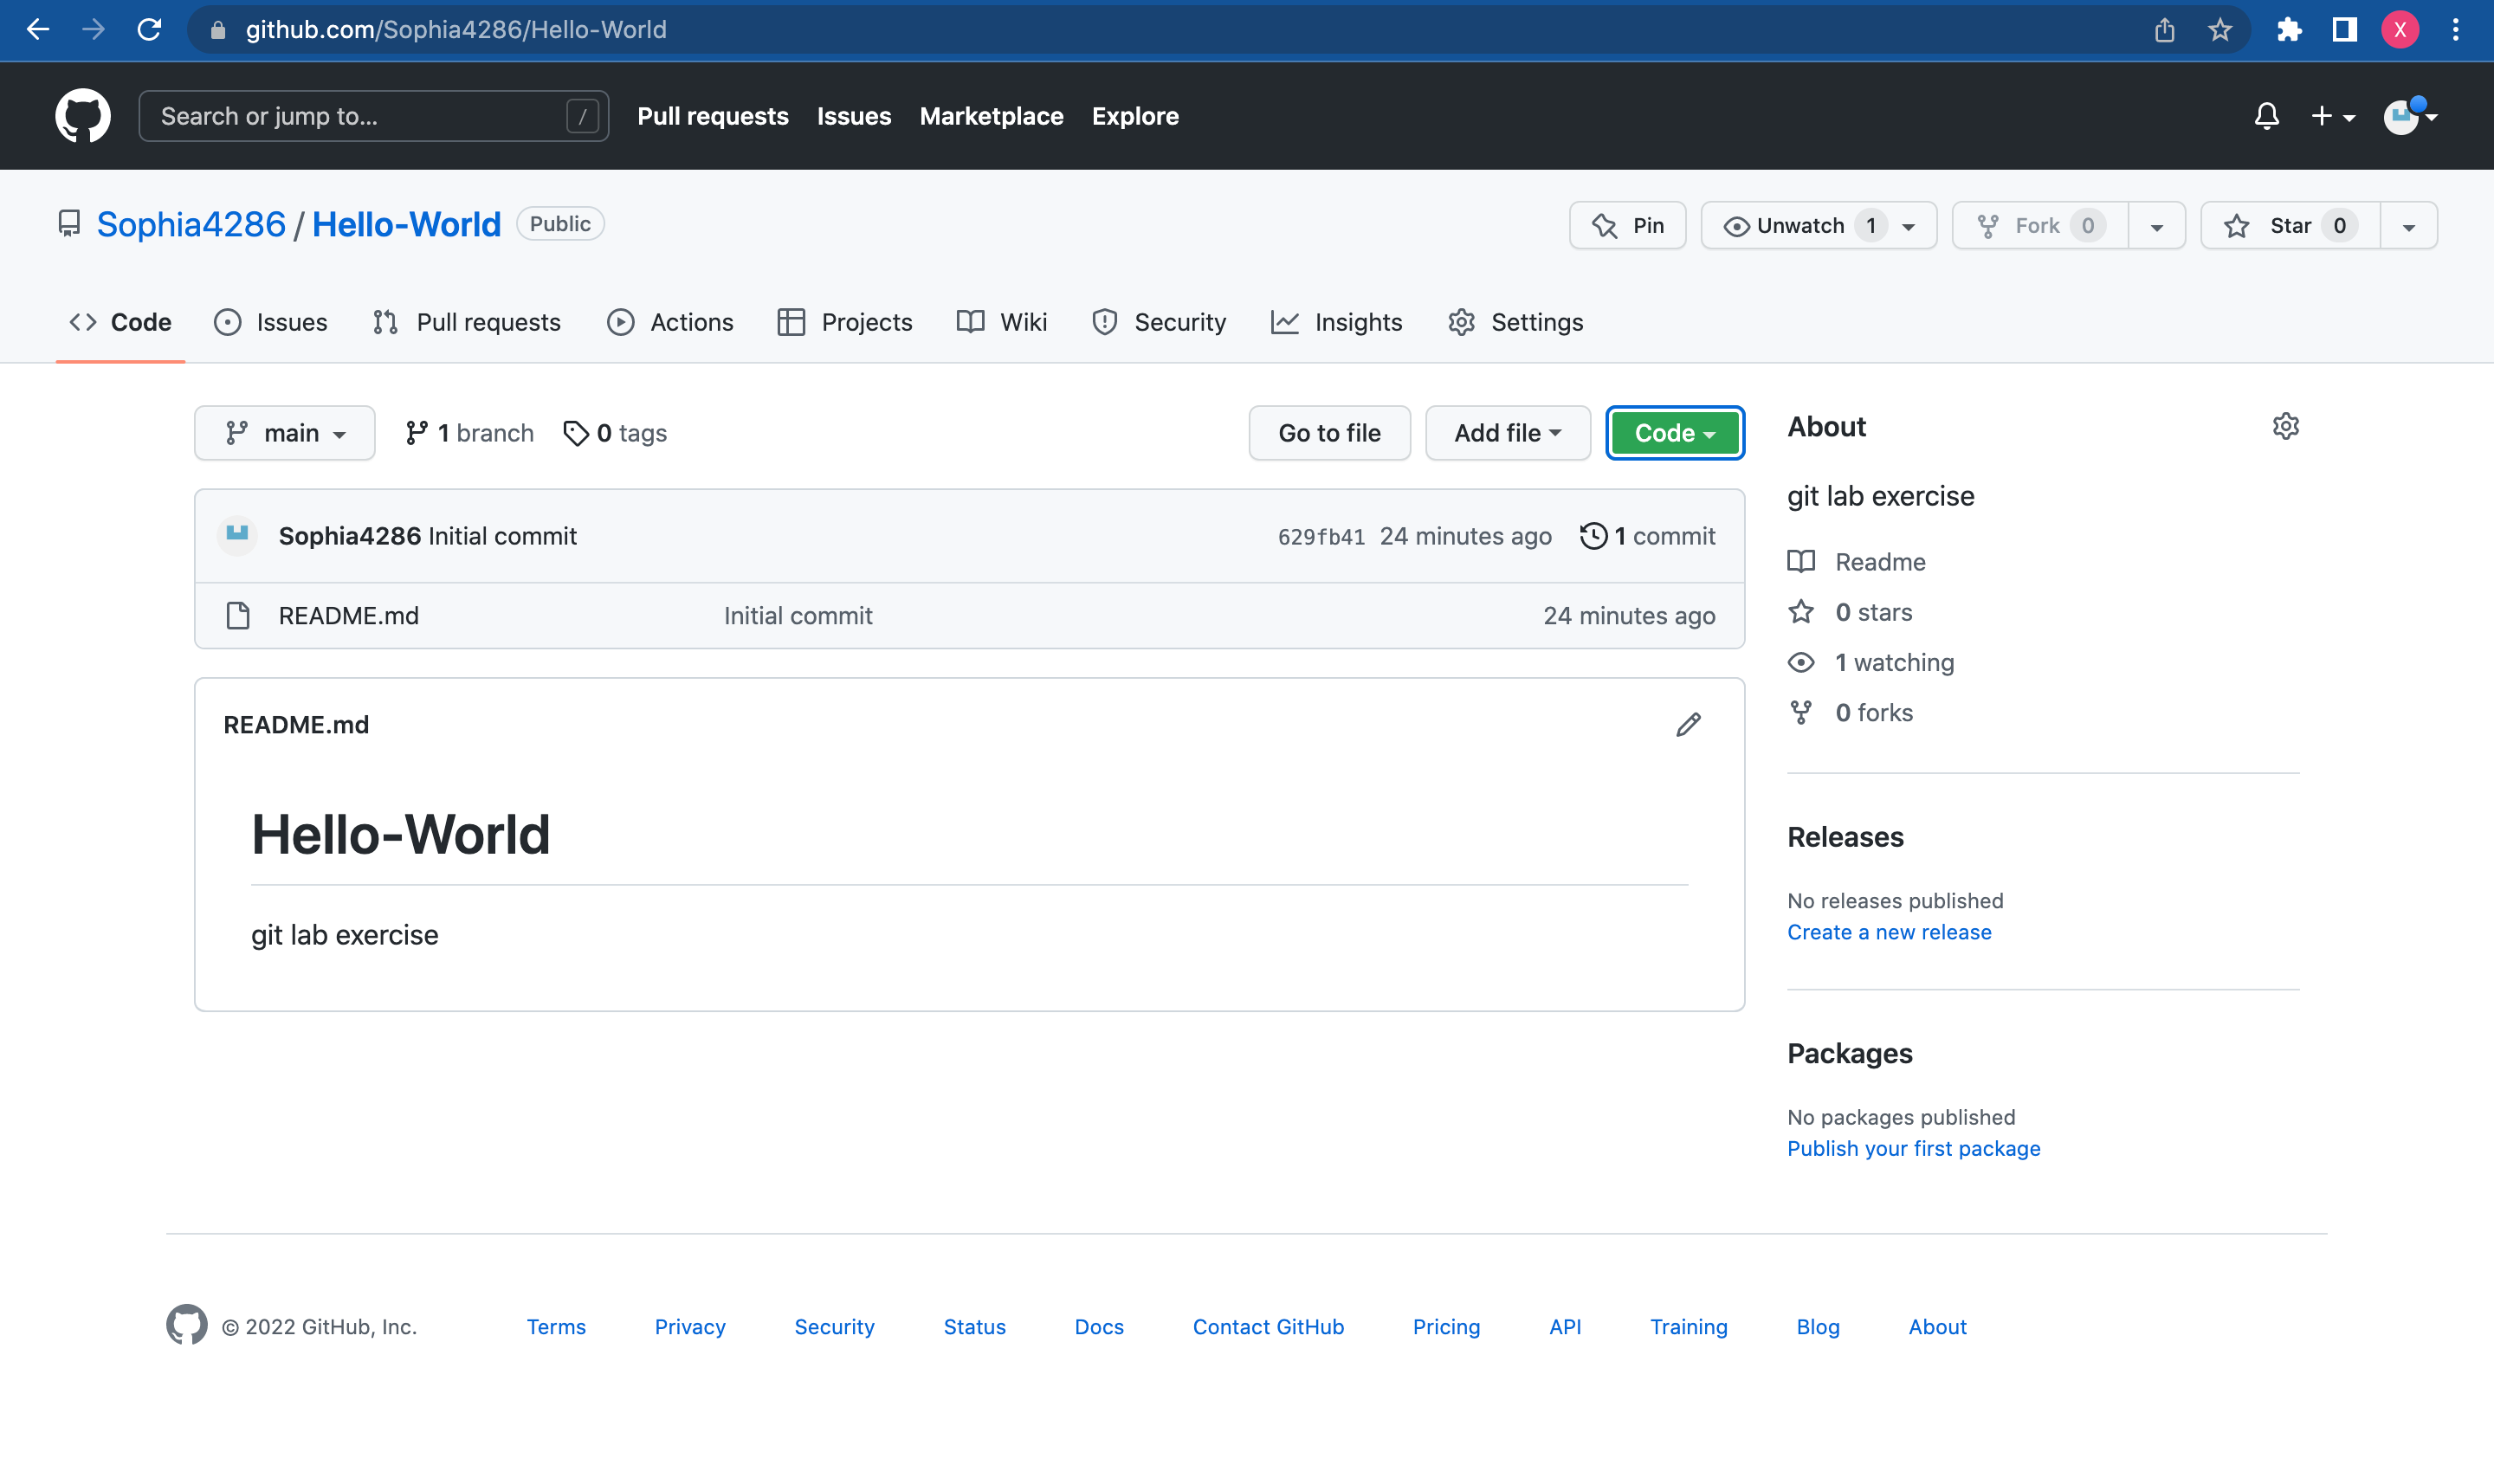 github.com/Sophia4286/Hello-World
X
Search or jump to... / Pull requests Issues Marketplace Explore
Sophia4286 / Hello-World Public Pin Unwatch 1 Fork 0 Star 0
Code Issues Pull requests Actions Projects Wiki Security Insights Settings
main 1 branch 0 tags Go to file Add file Code
Sophia4286 Initial commit 629fb41 24 minutes ago 1 commit
README.md Initial commit 24 minutes ago
README.md
Hello-World
git lab exercise
About
git lab exercise
Readme
0 stars
1 watching
0 forks
Releases
No releases published
Create a new release
Packages
No packages published
Publish your first package
© 2022 GitHub, Inc. Terms Privacy Security Status Docs Contact GitHub Pricing API Training Blog About